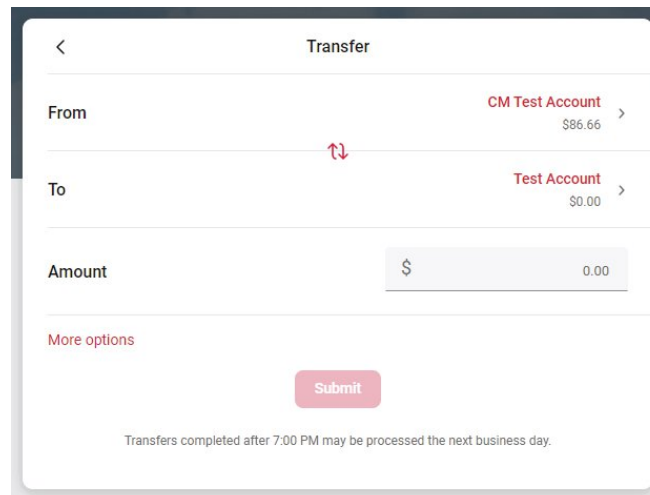 Transfer
From
CM Test Account
$86.66
To
Test Account
$0.00
Amount
$ 0.00
More options
Submit
Transfers completed after 7:00 PM may be processed the next business day.